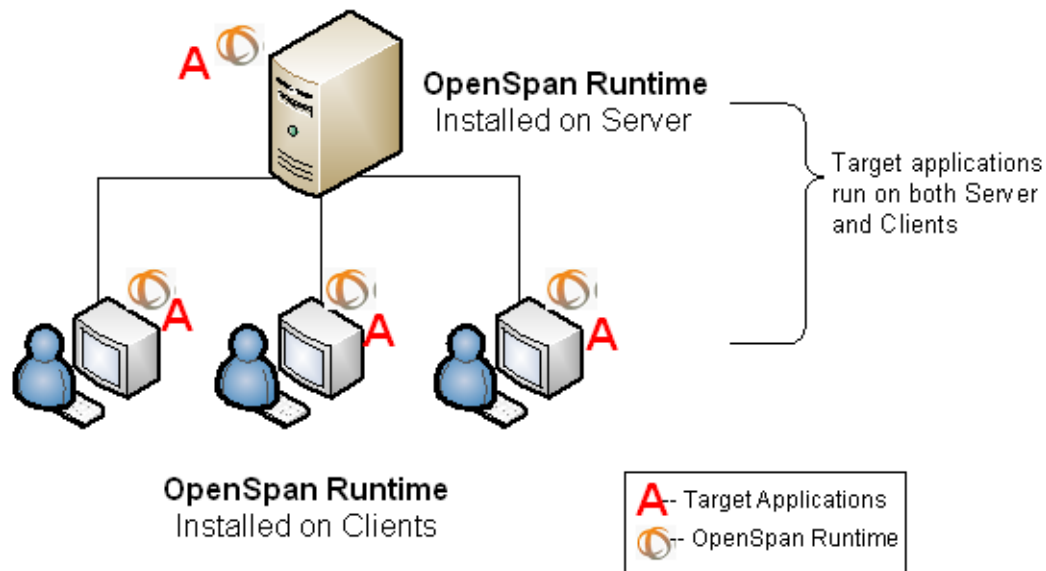 A
OpenSpan Runtime
Installed on Server
Target applications
run on both Server
and Clients
A
A
A
OpenSpan Runtime
Installed on Clients
A-- Target Applications
-- OpenSpan Runtime